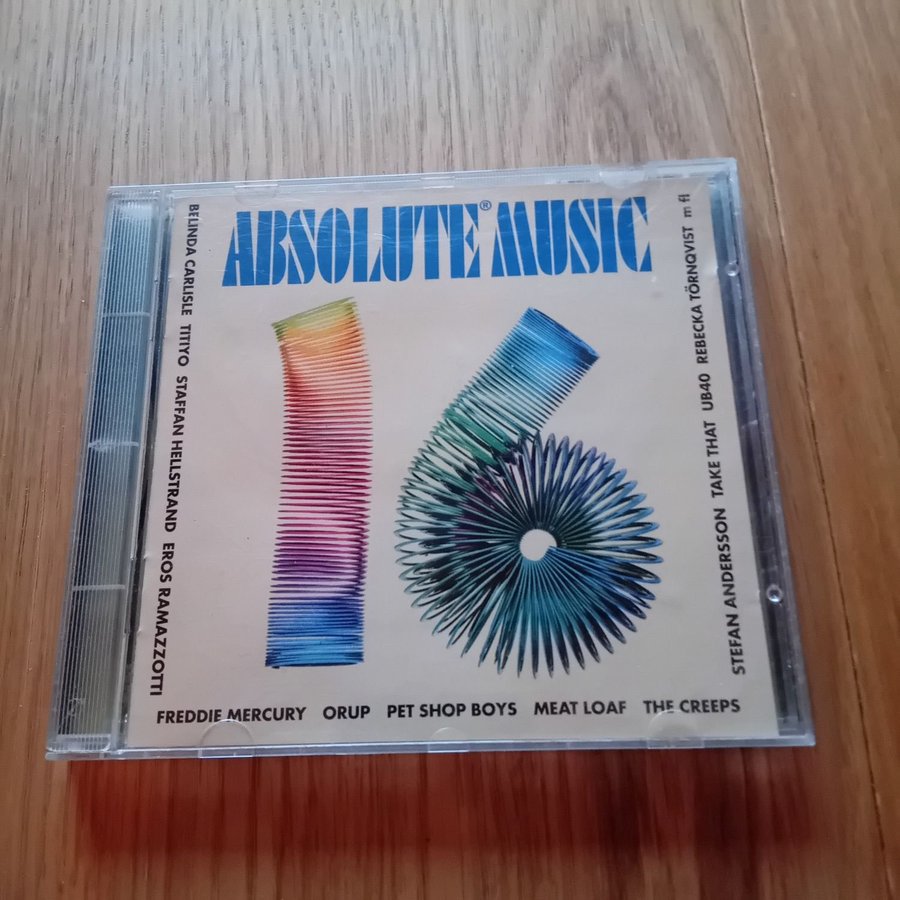 ABSOLUTE® MUSIC
16
BELINDA CARLISLE TITIYO STAFFAN HELLSTRAND EROS RAMAZZOTTI
FREDDIE MERCURY ORUP PET SHOP BOYS MEAT LOAF THE CREEPS
STEFAN ANDERSSON TAKE THAT UB40 REBECKA TÖRNQVIST m fl